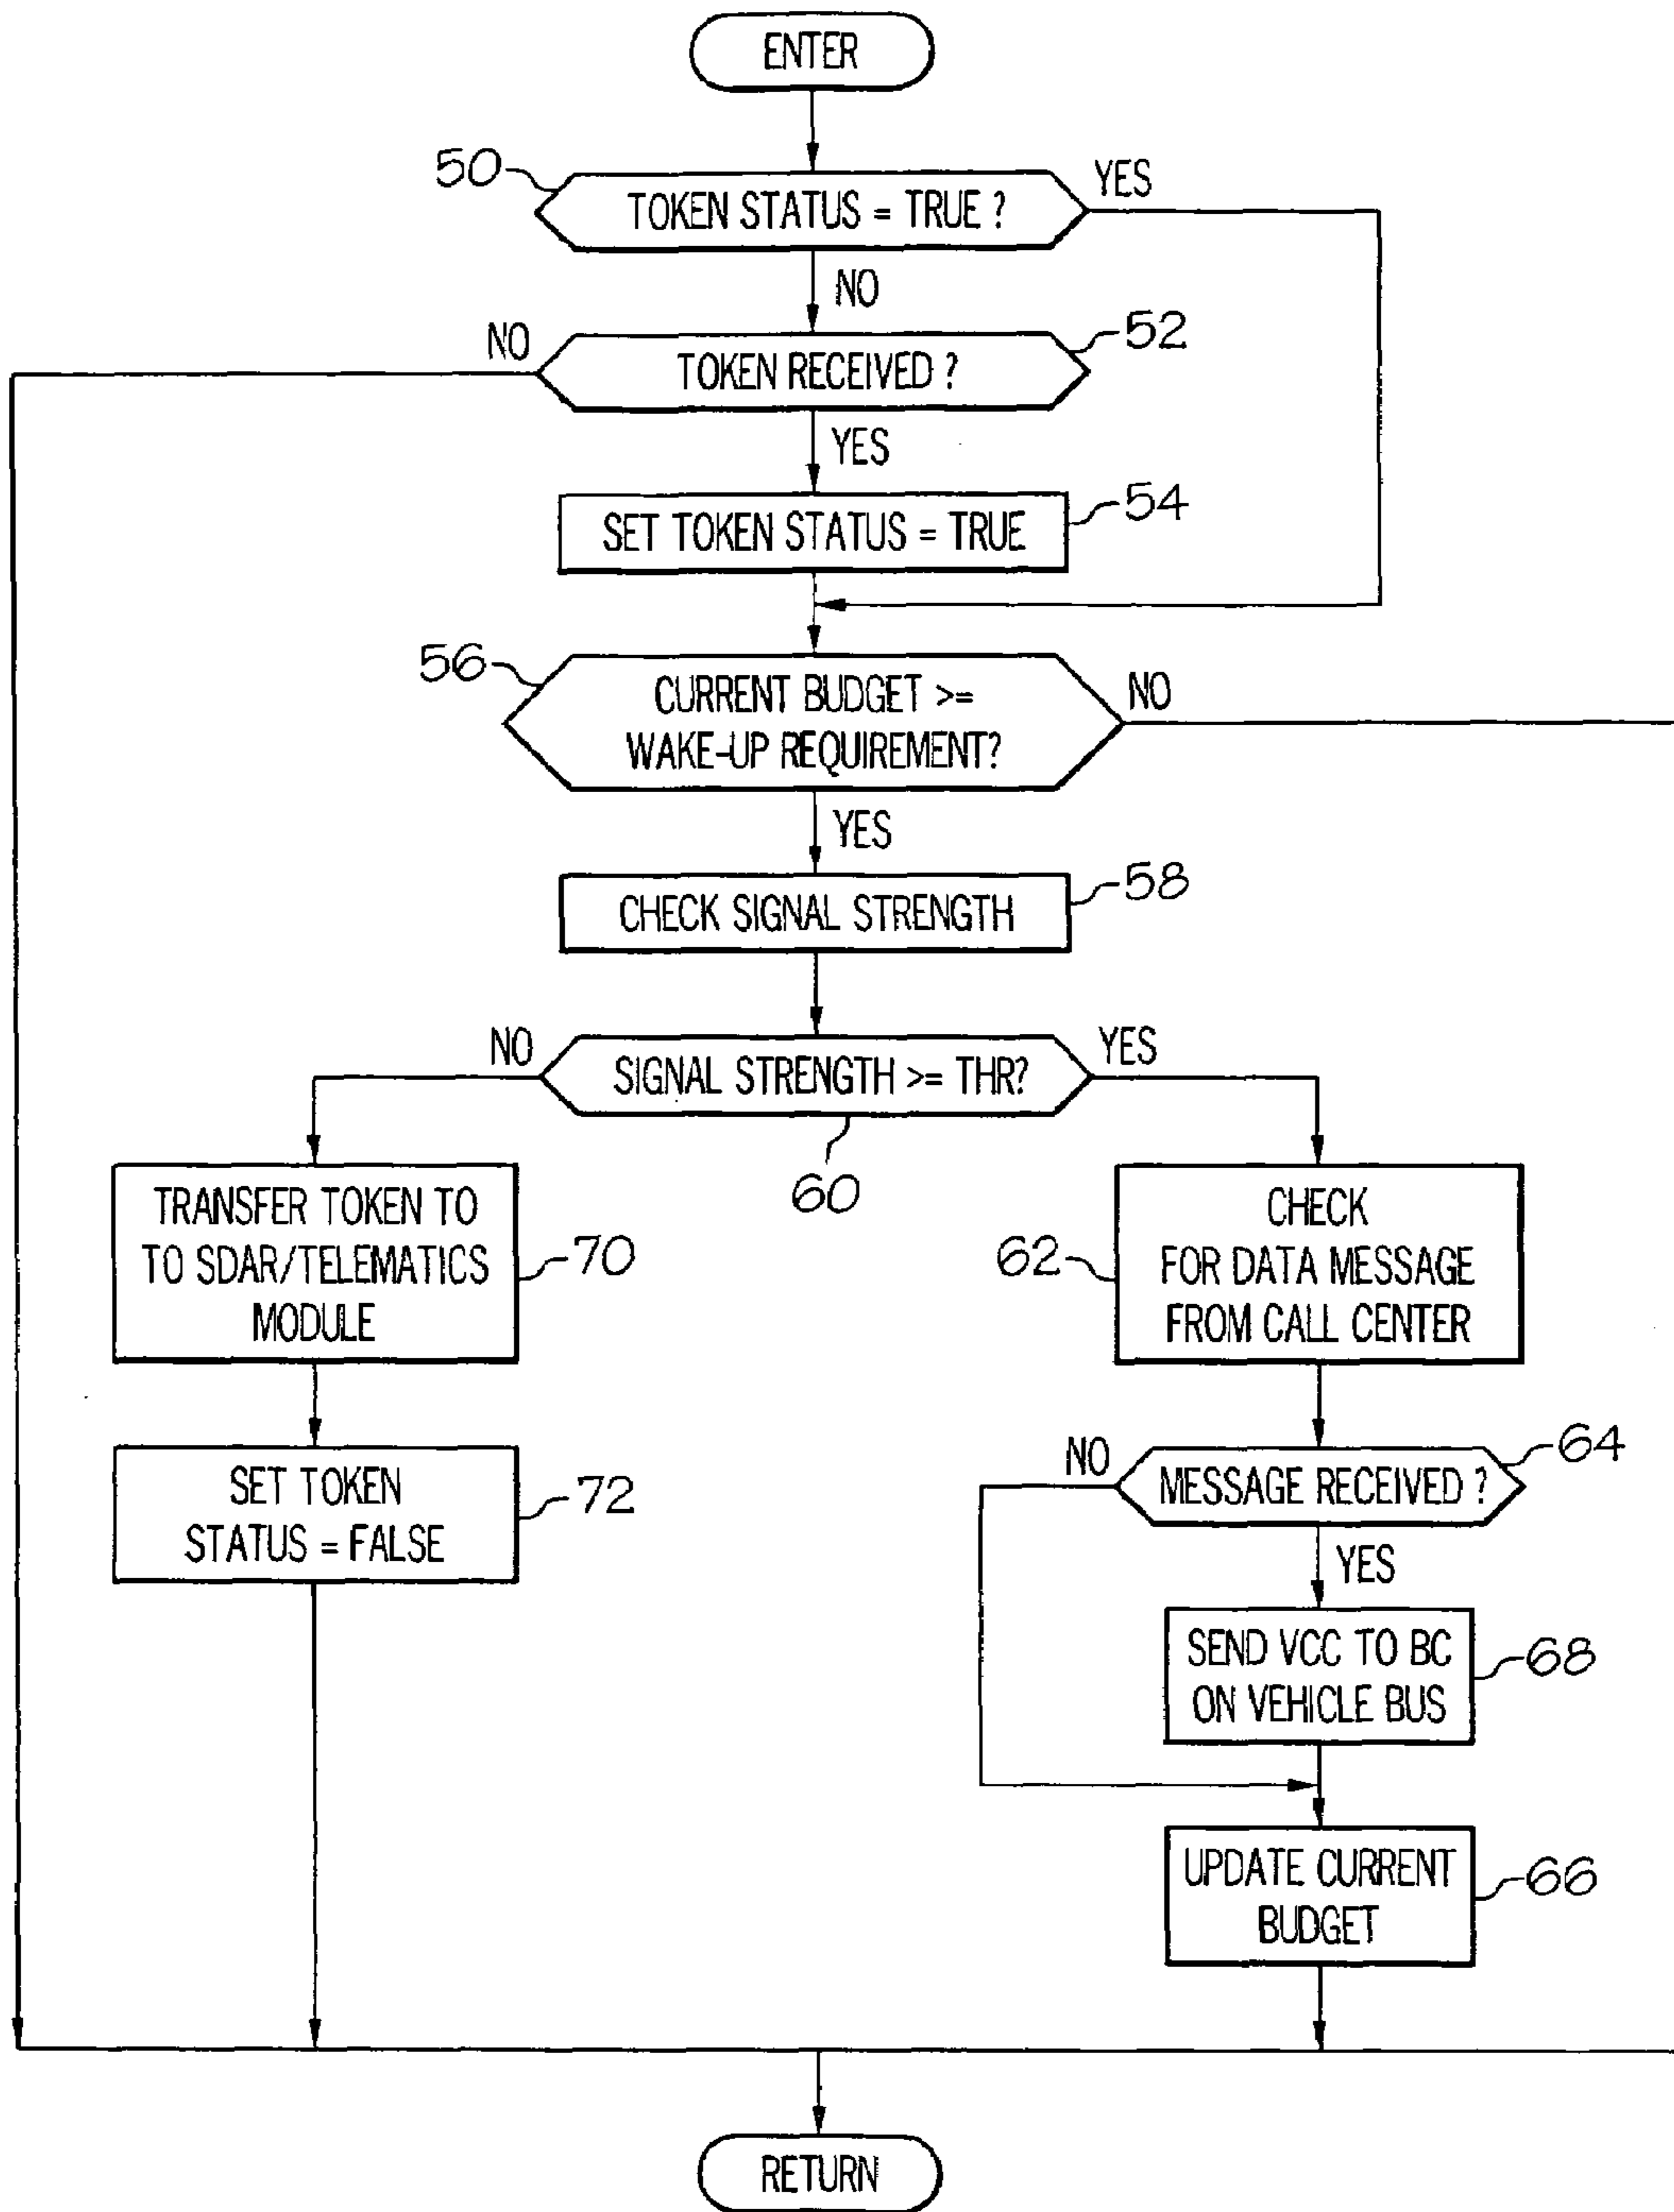 ENTER
50
TOKEN STATUS = TRUE ?
YES
NO
NO
52
TOKEN RECEIVED ?
YES
54
SET TOKEN STATUS = TRUE
56
CURRENT BUDGET >=
WAKE-UP REQUIREMENT?
NO
YES
58
CHECK SIGNAL STRENGTH
NO
SIGNAL STRENGTH >= THR?
YES
60
TRANSFER TOKEN TO
TO SDAR/TELEMATICS
MODULE
70
62
CHECK
FOR DATA MESSAGE
FROM CALL CENTER
SET TOKEN
STATUS = FALSE
72
NO
MESSAGE RECEIVED ?
64
YES
SEND VCC TO BC
ON VEHICLE BUS
68
UPDATE CURRENT
BUDGET
66
RETURN